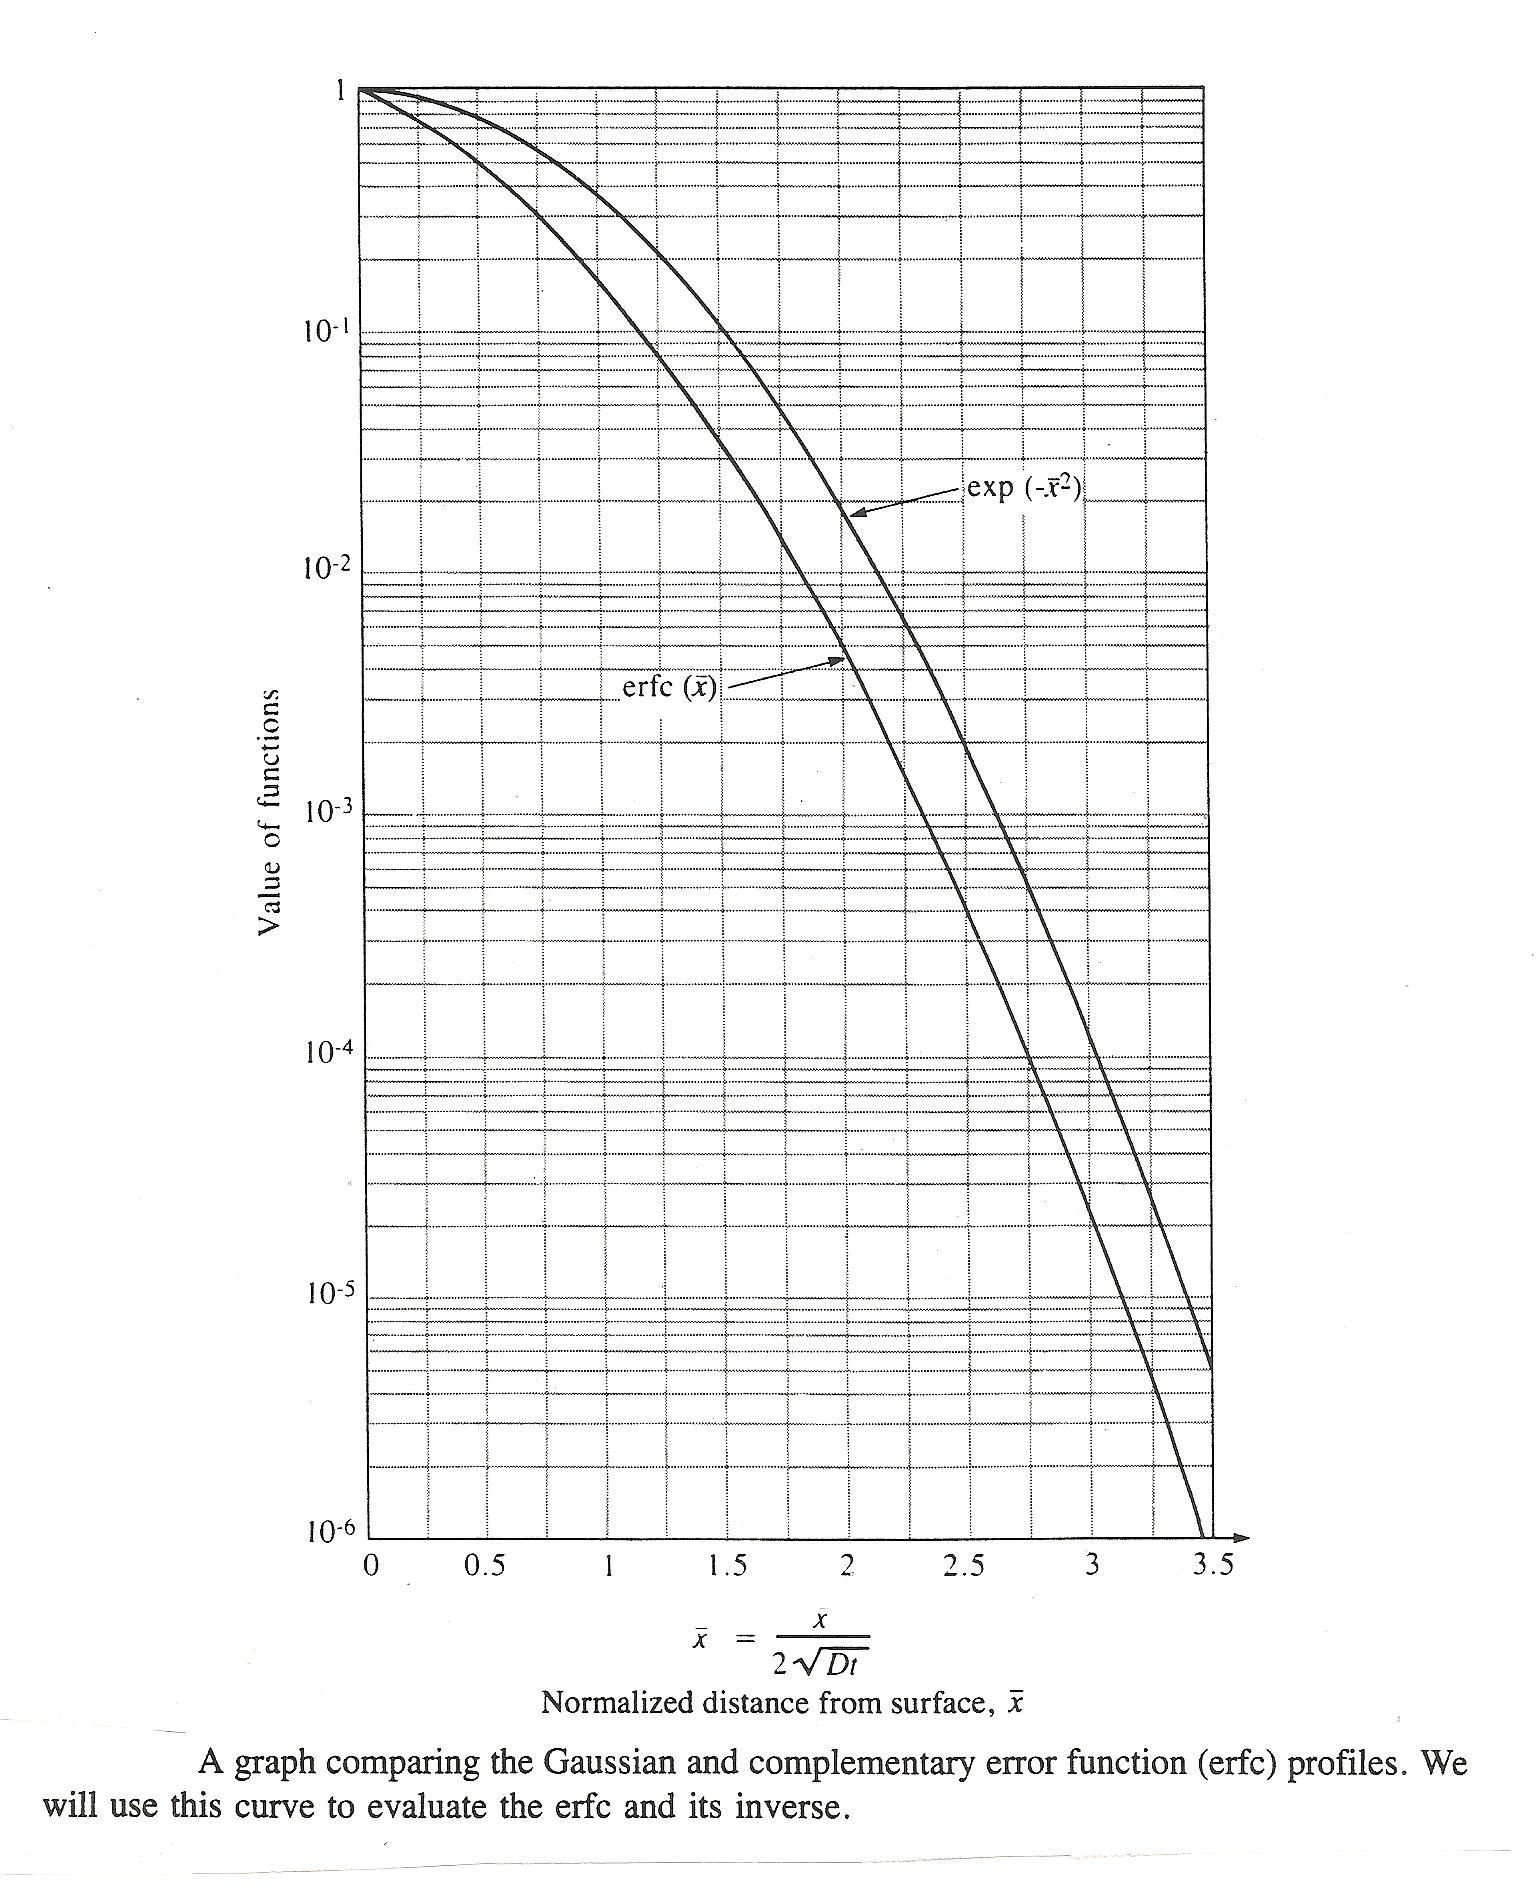 1
10-1
10-2
10-3
10-4
10-5
10-6
Value of functions
exp (-x̄2)
erfc (x̄)
0 0.5 1 1.5 2 2.5 3 3.5
x̄ = x / 2√Dt
Normalized distance from surface, x̄
A graph comparing the Gaussian and complementary error function (erfc) profiles. We
will use this curve to evaluate the erfc and its inverse.